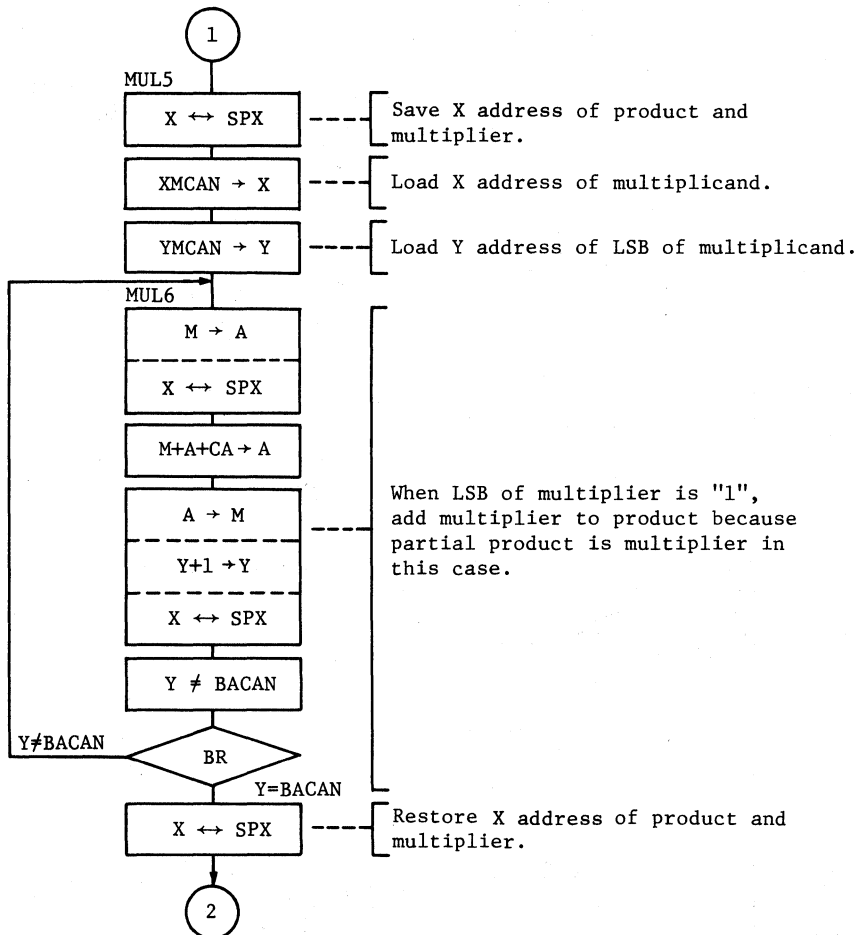 1
MUL5
X ↔ SPX
Save X address of product and
multiplier.
XMCAN → X
Load X address of multiplicand.
YMCAN → Y
Load Y address of LSB of multiplicand.
MUL6
M → A
X ↔ SPX
M+A+CA → A
A → M
Y+1 → Y
X ↔ SPX
When LSB of multiplier is "1",
add multiplier to product because
partial product is multiplier in
this case.
Y ≠ BACAN
Y≠BACAN
BR
Y=BACAN
X ↔ SPX
Restore X address of product and
multiplier.
2